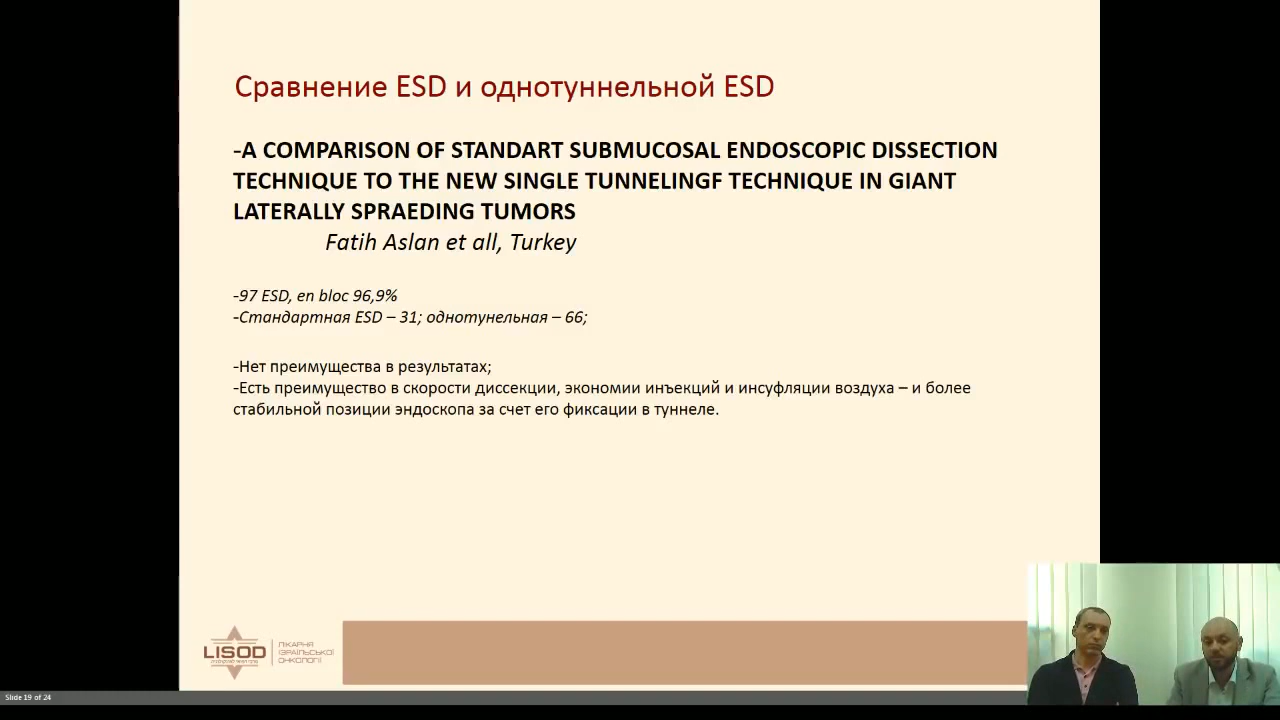 Сравнение ESD и однотуннельной ESD
-A COMPARISON OF STANDART SUBMUCOSAL ENDOSCOPIC DISSECTION
TECHNIQUE TO THE NEW SINGLE TUNNELINGF TECHNIQUE IN GIANT
LATERALLY SPRAEDING TUMORS
Fatih Aslan et all, Turkey
-97 ESD, en bloc 96,9%
-Стандартная ESD – 31; однотунельная – 66;
-Нет преимущества в результатах;
-Есть преимущество в скорости диссекции, экономии инъекций и инсуфляции воздуха – и более
стабильной позиции эндоскопа за счет его фиксации в туннеле.
LISOD
ЛІКАРНЯ
ІЗРАЇЛЬСЬКОЇ
ОНКОЛОГІЇ
Slide 19 of 24